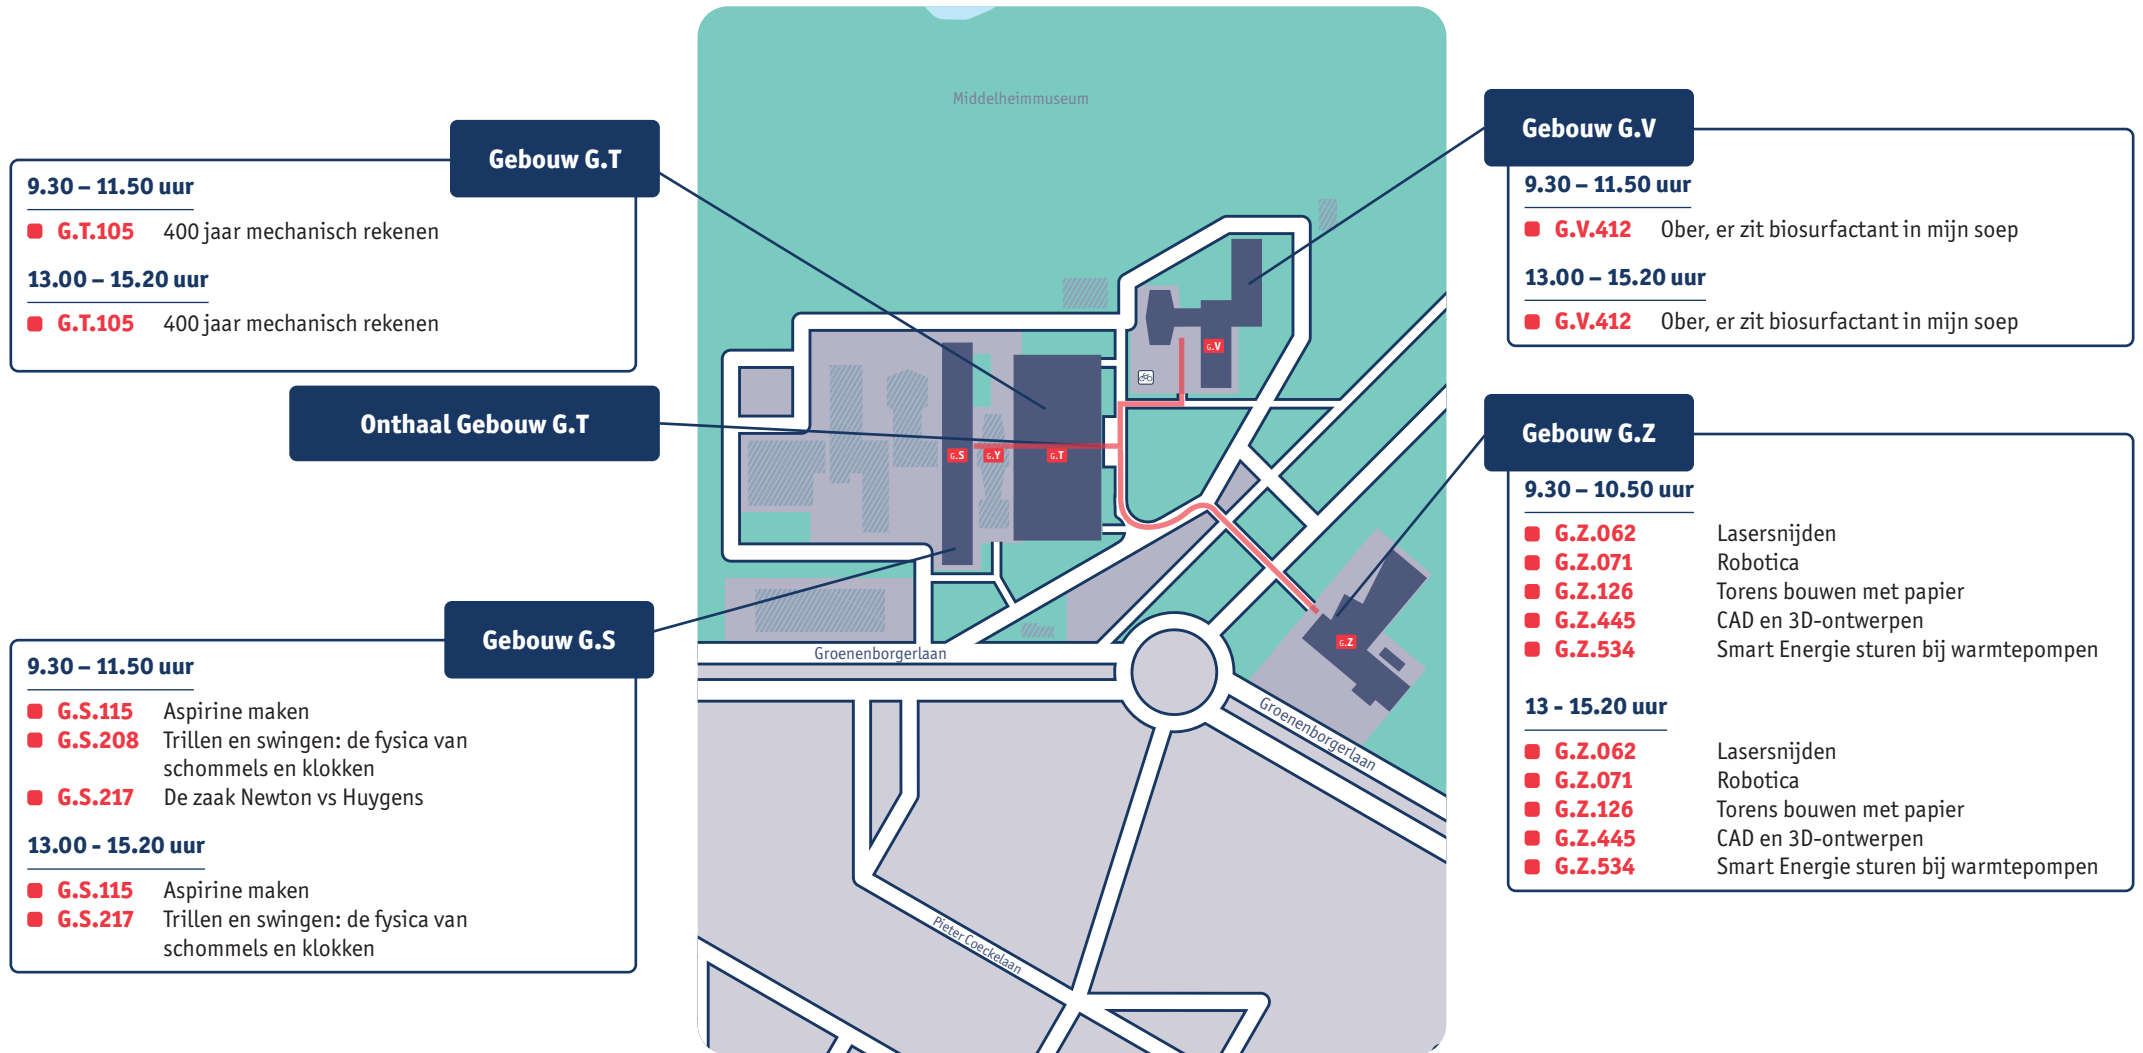 Gebouw G.T
9.30 – 11.50 uur
G.T.105 400 jaar mechanisch rekenen
13.00 – 15.20 uur
G.T.105 400 jaar mechanisch rekenen
Onthaal Gebouw G.T
Gebouw G.S
9.30 – 11.50 uur
G.S.115 Aspirine maken
G.S.208 Trillen en swingen: de fysica van
schommels en klokken
G.S.217 De zaak Newton vs Huygens
13.00 - 15.20 uur
G.S.115 Aspirine maken
G.S.217 Trillen en swingen: de fysica van
schommels en klokken
Middelheimmuseum
G.V
G.S
G.Y
G.T
G.Z
Groenenborgerlaan
Groenenborgerlaan
Pieter Coeckelaan
Gebouw G.V
9.30 – 11.50 uur
G.V.412 Ober, er zit biosurfactant in mijn soep
13.00 – 15.20 uur
G.V.412 Ober, er zit biosurfactant in mijn soep
Gebouw G.Z
9.30 – 10.50 uur
G.Z.062 Lasersnijden
G.Z.071 Robotica
G.Z.126 Torens bouwen met papier
G.Z.445 CAD en 3D-ontwerpen
G.Z.534 Smart Energie sturen bij warmtepompen
13 - 15.20 uur
G.Z.062 Lasersnijden
G.Z.071 Robotica
G.Z.126 Torens bouwen met papier
G.Z.445 CAD en 3D-ontwerpen
G.Z.534 Smart Energie sturen bij warmtepompen